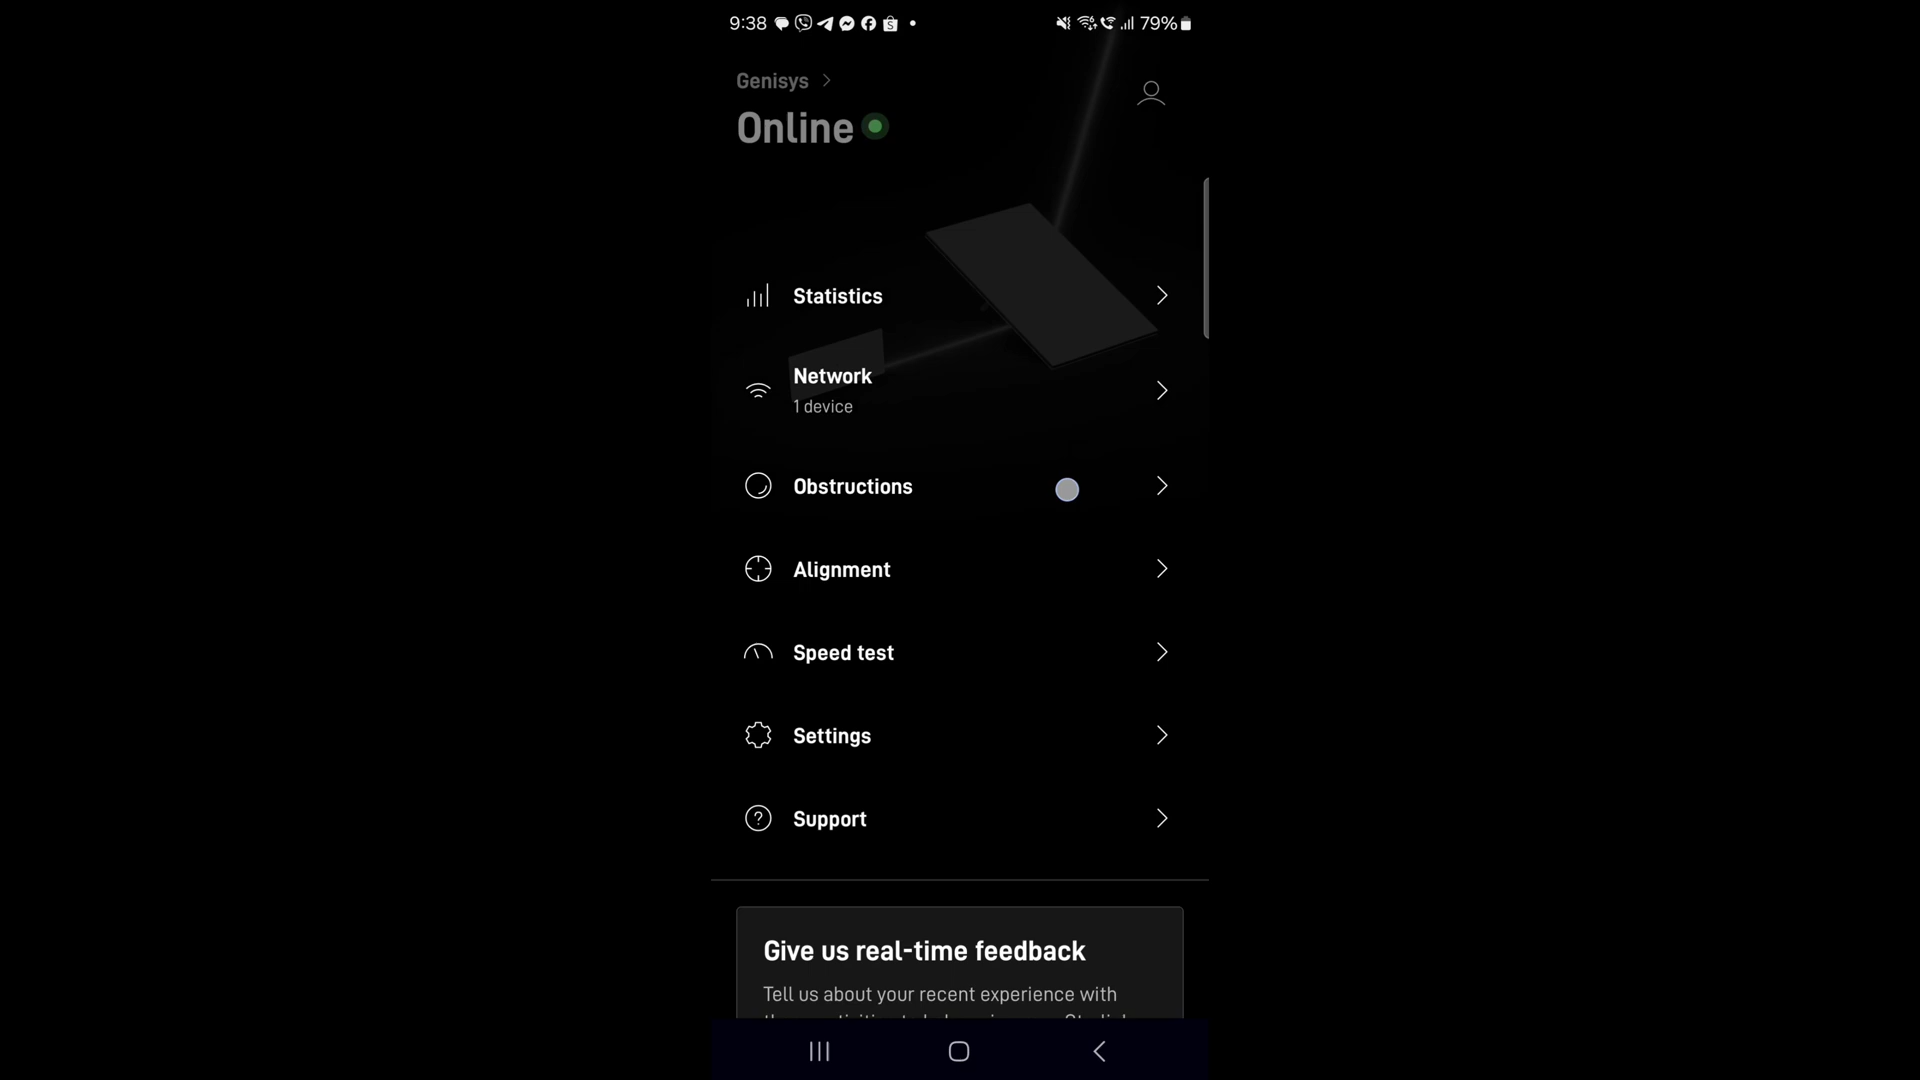 9:38
79%
Genisys
Online
Statistics
Network
1 device
Obstructions
Alignment
Speed test
Settings
Support
Give us real-time feedback
Tell us about your recent experience with